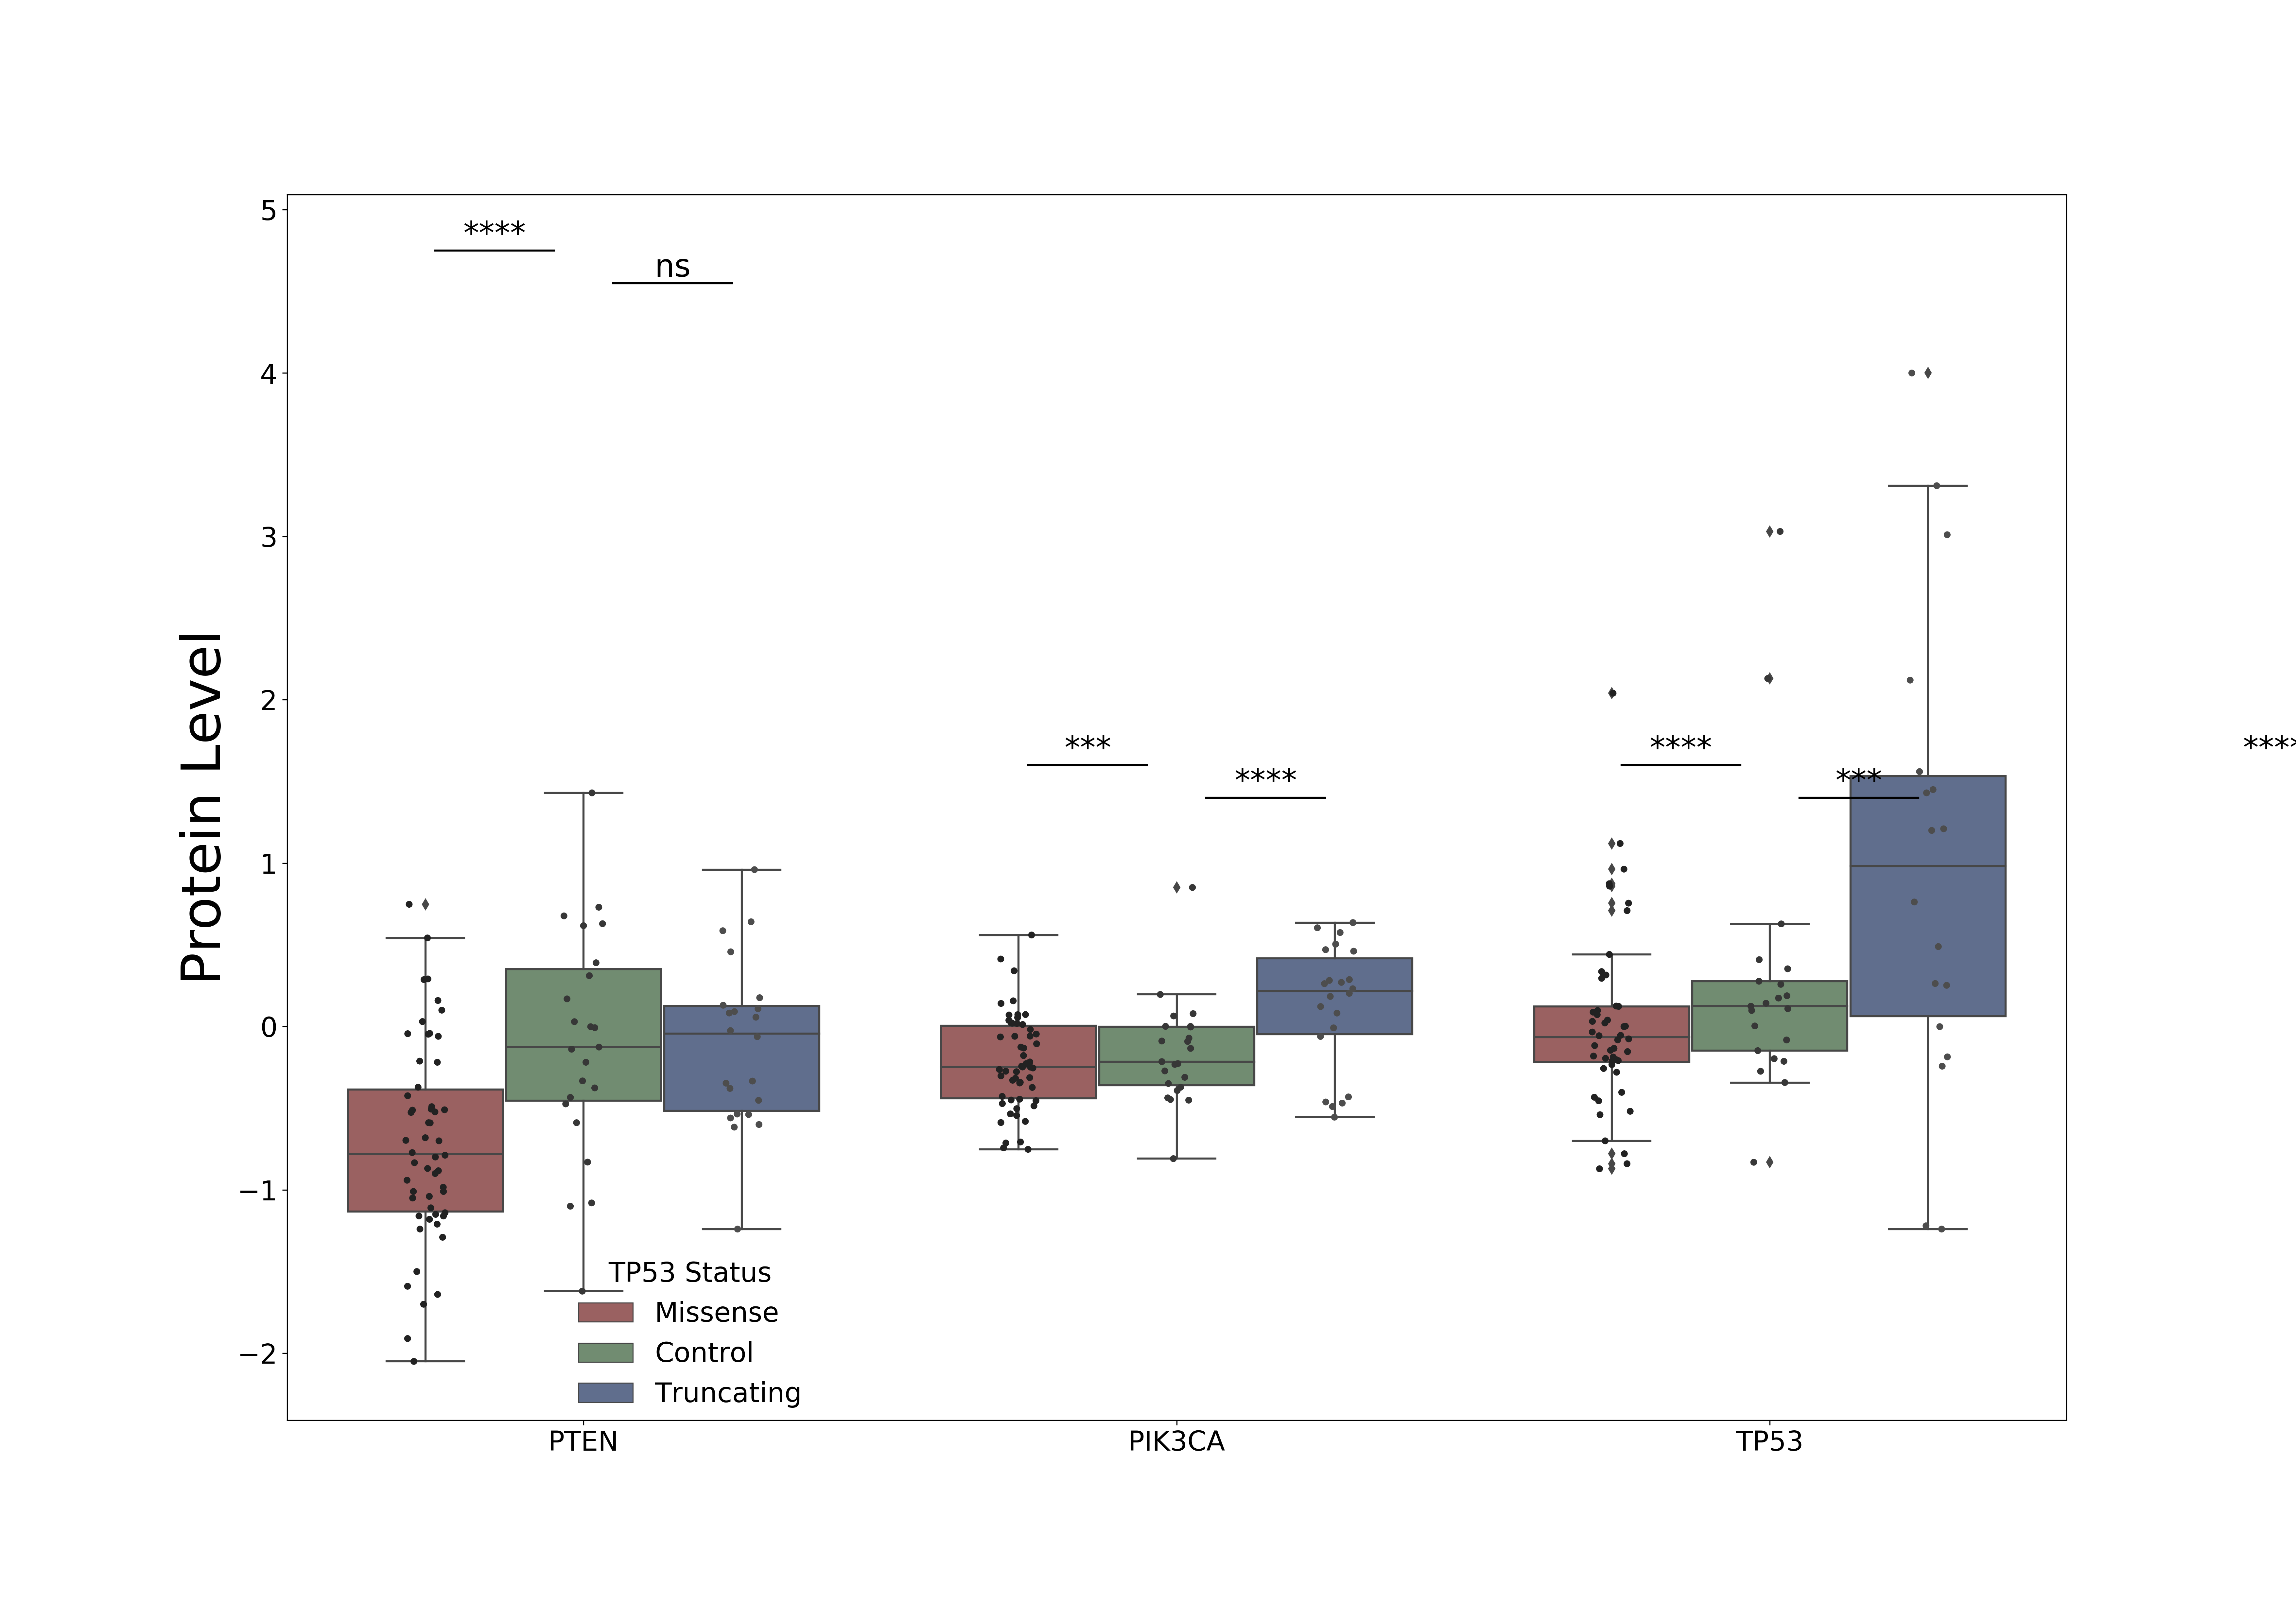 Protein Level
5
4
3
2
1
0
−1
−2
****
ns
***
****
****
***
****
TP53 Status
Missense
Control
Truncating
PTEN
PIK3CA
TP53